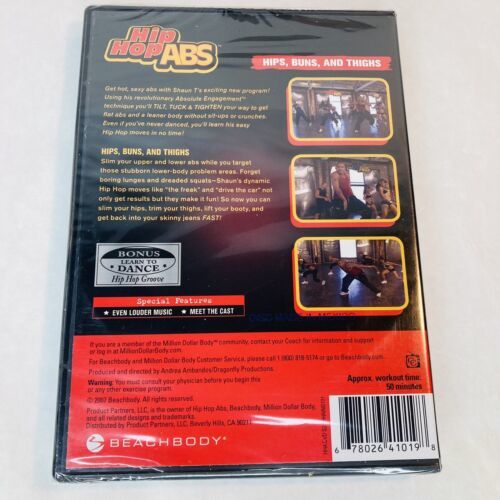 Hip Hop ABS™
HIPS, BUNS, AND THIGHS
Get hot, sexy abs with Shaun T's exciting new program!
Using his revolutionary Absolute Engagement™
technique you'll TILT, TUCK & TIGHTEN your way to get
flat abs and a leaner body without sit-ups or crunches.
Even if you've never danced, you'll learn his easy
Hip Hop moves in no time!
HIPS, BUNS, AND THIGHS
Slim your upper and lower abs while you target
those stubborn lower-body problem areas. Forget
boring lunges and dreaded squats—Shaun's dynamic
Hip Hop moves like "the freak" and "drive the car" not
only get results but they make it fun! So now you can
slim your hips, trim your thighs, lift your booty, and
get back into your skinny jeans FAST!
BONUS
LEARN TO
DANCE
Hip Hop Groove
Special Features
★ EVEN LOUDER MUSIC ★ MEET THE CAST
DISC MADE
If you are a member of the Million Dollar Body™ community, contact your Coach for information and support
or log in at MillionDollarBody.com.
For Beachbody and Million Dollar Body Customer Service, please call 1 (800) 818-5174 or go to Beachbody.com.
Produced and directed by Andrea Ambandos/Dragonfly Productions.
Warning: You must consult your physician before you begin this
or any other exercise program.
Approx. workout time:
50 minutes
© 2007 Beachbody. All rights reserved.
Product Partners, LLC, is the owner of Hip Hop Abs, Beachbody, Million Dollar Body, and
all related designs and trademarks.
Distributed by Product Partners, LLC, Beverly Hills, CA 90211
BEACHBODY®
6 78026 41019 8